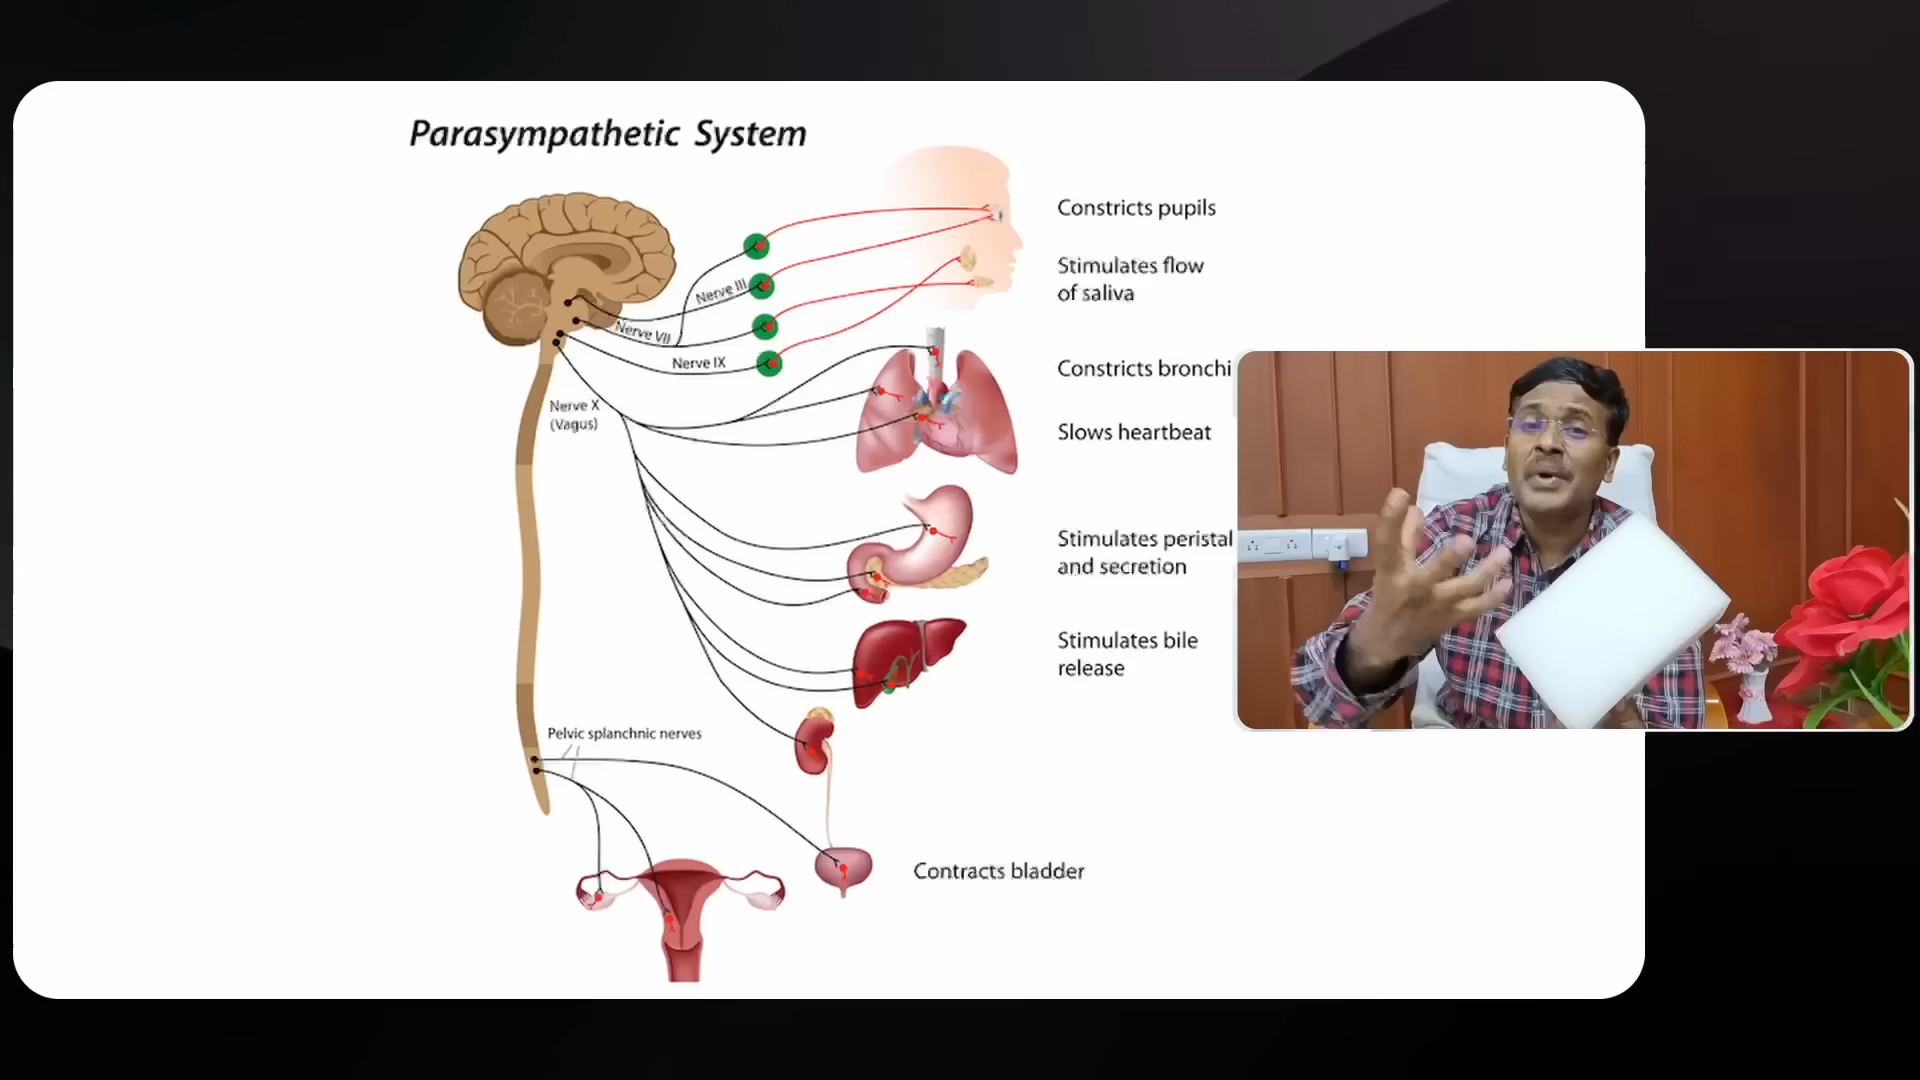 Parasympathetic System
Constricts pupils
Stimulates flow
of saliva
Nerve III
Nerve VII
Nerve IX
Constricts bronchi
Nerve X
(Vagus)
Slows heartbeat
Stimulates peristal
and secretion
Stimulates bile
release
Pelvic splanchnic nerves
Contracts bladder